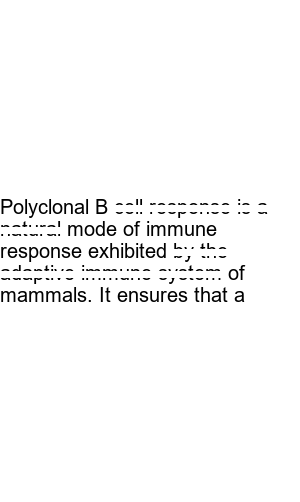 Polyclonal B cell response is a
natural mode of immune
response exhibited by the
adaptive immune system of
mammals. It ensures that a